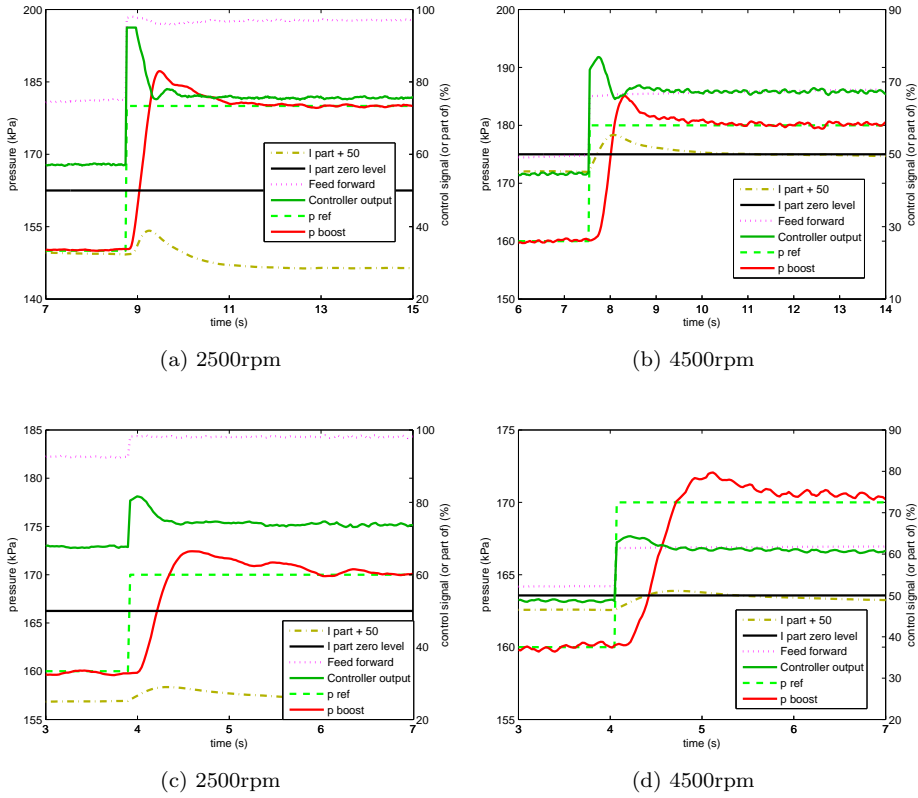 200
185
170
155
140
pressure (kPa)
7
9
11
13
15
time (s)
100
80
60
40
20
control signal (or part of) (%)
I part + 50
I part zero level
Feed forward
Controller output
p ref
p boost
(a) 2500rpm
200
190
180
170
160
150
pressure (kPa)
6
7
8
9
10
11
12
13
14
time (s)
90
70
50
30
10
control signal (or part of) (%)
I part + 50
I part zero level
Feed forward
Controller output
p ref
p boost
(b) 4500rpm
185
180
175
170
165
160
155
pressure (kPa)
3
4
5
6
7
time (s)
100
80
60
40
20
control signal (or part of) (%)
I part + 50
I part zero level
Feed forward
Controller output
p ref
p boost
(c) 2500rpm
175
170
163
160
155
pressure (kPa)
3
4
5
6
7
time (s)
90
80
70
60
50
40
30
20
control signal (or part of) (%)
I part + 50
I part zero level
Feed forward
Controller output
p ref
p boost
(d) 4500rpm